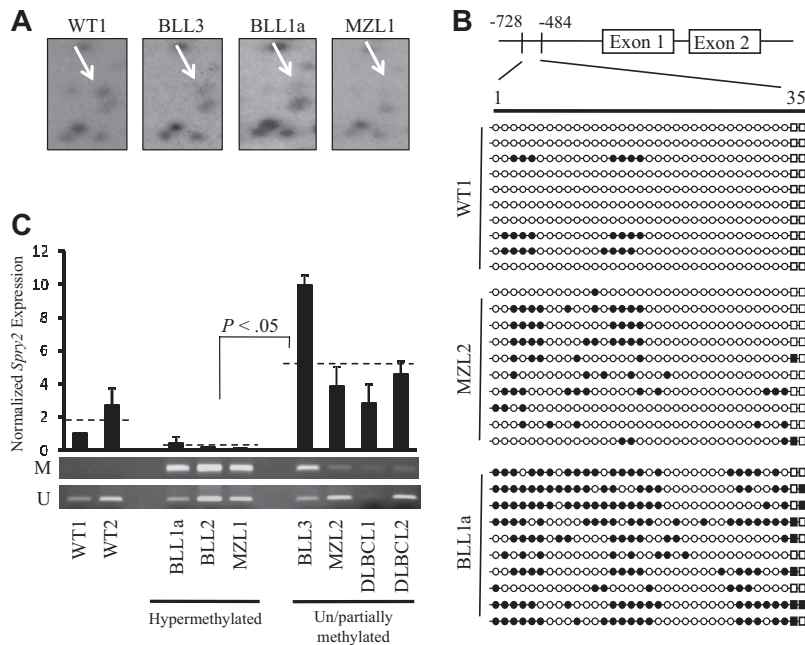 A
WT1 BLL3 BLL1a MZL1
B
-728 -484
Exon 1 Exon 2
1 35
WT1
MZL2
BLL1a
C
Normalized Spry2 Expression
12
10
8
6
4
2
0
P < .05
M
U
WT1 WT2 BLL1a BLL2 MZL1 BLL3 MZL2 DLBCL1 DLBCL2
Hypermethylated
Un/partially
methylated